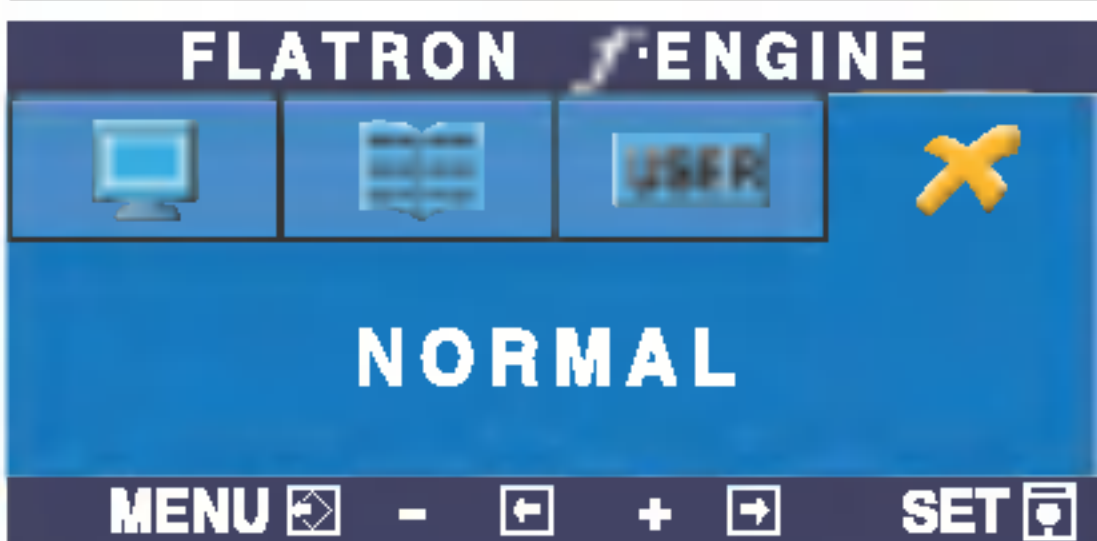 FLATRON f·ENGINE
USER
NORMAL
MENU - + SET